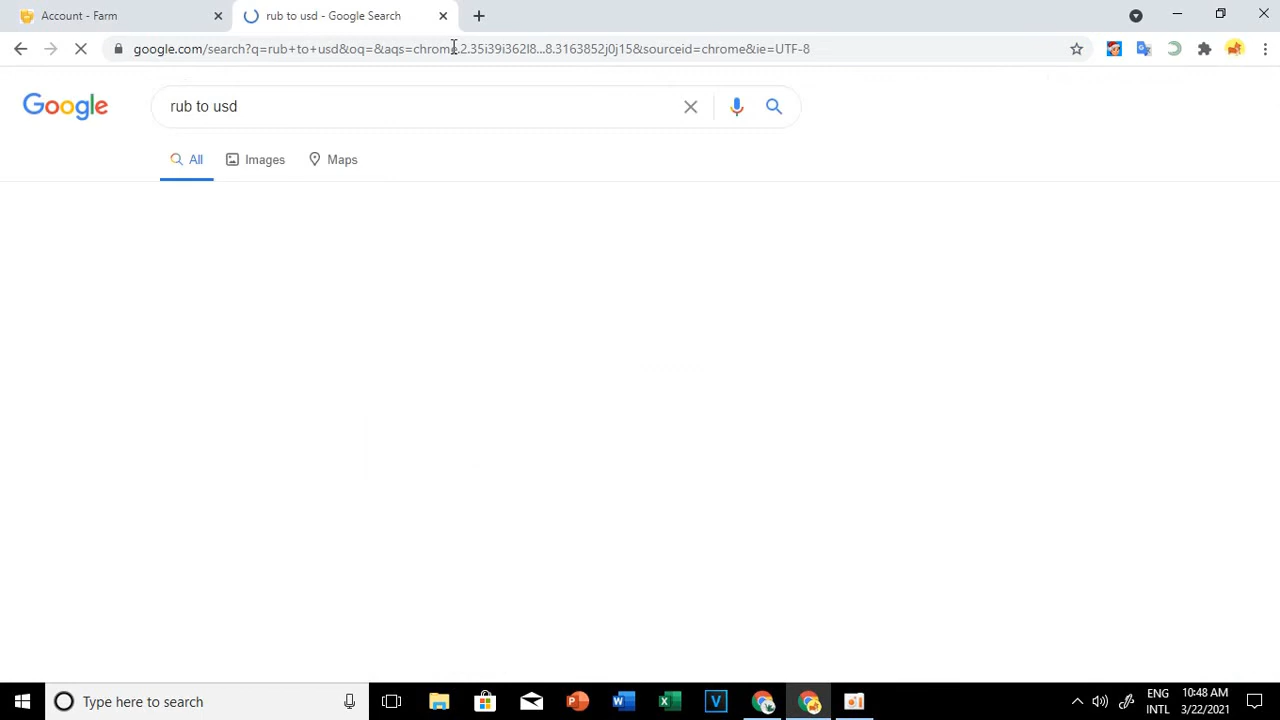 Account - Farm
rub to usd - Google Search
google.com/search?q=rub+to+usd&oq=&aqs=chrome.2.35i39i362l8...8.3163852j0j15&sourceid=chrome&ie=UTF-8
Google
rub to usd
All
Images
Maps
Type here to search
ENG
INTL
10:48 AM
3/22/2021